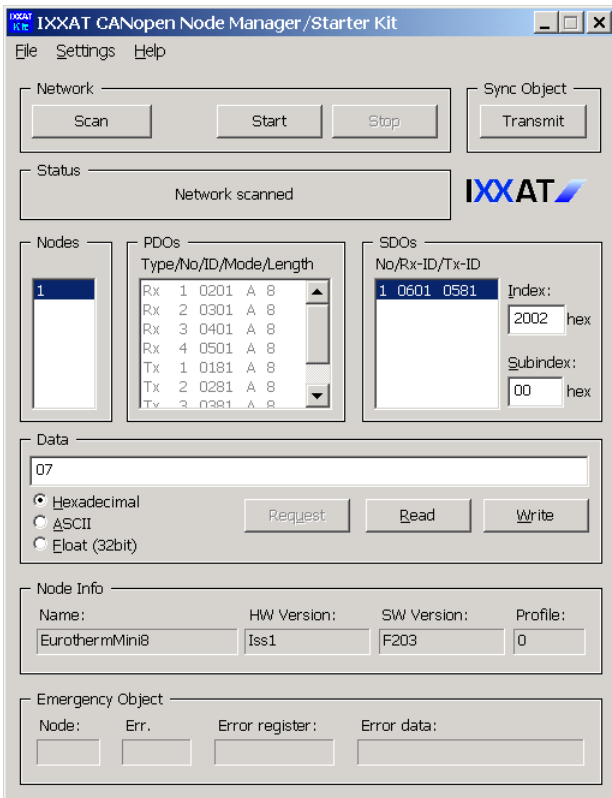 IXXAT Kit IXXAT CANopen Node Manager/Starter Kit
File Settings Help
Network
Scan Start Stop
Sync Object
Transmit
Status
Network scanned
IXXAT
Nodes
1
PDOs
Type/No/ID/Mode/Length
Rx 1 0201 A 8
Rx 2 0301 A 8
Rx 3 0401 A 8
Rx 4 0501 A 8
Tx 1 0181 A 8
Tx 2 0281 A 8
Tx 3 0381 A 8
SDOs
No/Rx-ID/Tx-ID
1 0601 0581
Index:
2002 hex
Subindex:
00 hex
Data
07
Hexadecimal
ASCII
Float (32bit)
Request Read Write
Node Info
Name: HW Version: SW Version: Profile:
EurothermMini8 Iss1 F203 0
Emergency Object
Node: Err. Error register: Error data: